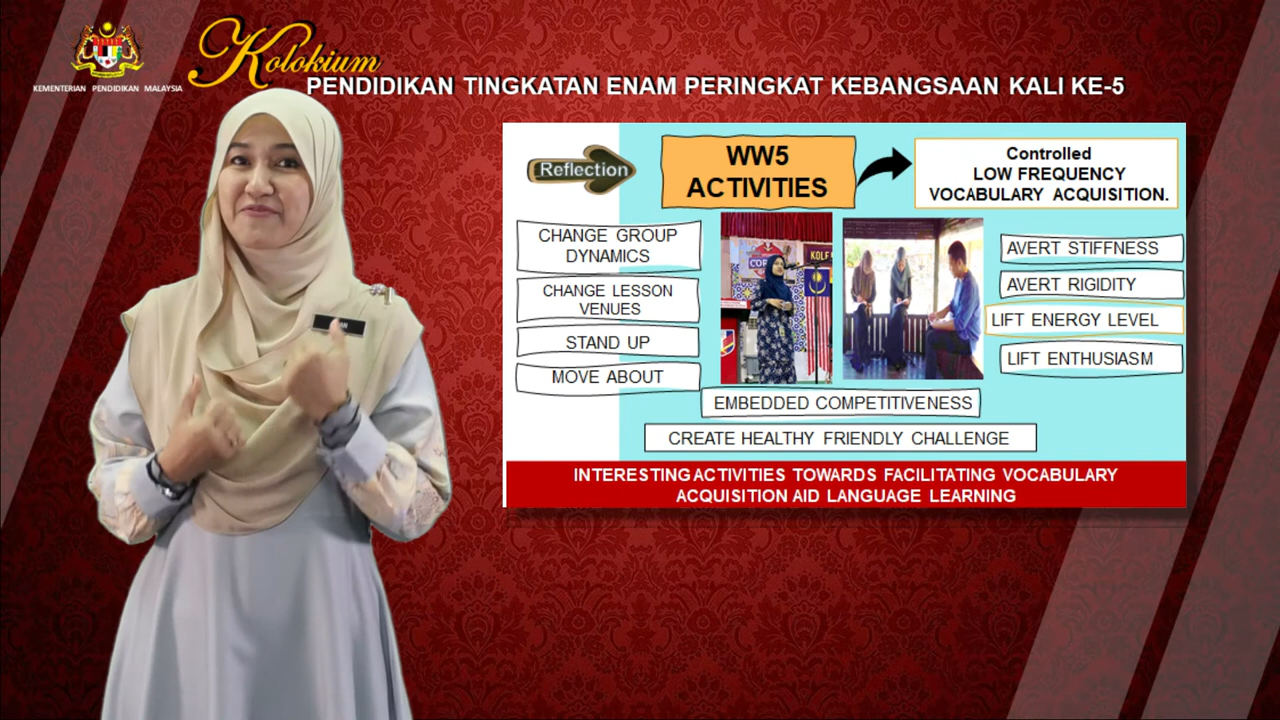 Kolokium
KEMENTERIAN PENDIDIKAN MALAYSIA
PENDIDIKAN TINGKATAN ENAM PERINGKAT KEBANGSAAN KALI KE-5
Reflection
WW5
ACTIVITIES
Controlled
LOW FREQUENCY
VOCABULARY ACQUISITION.
CHANGE GROUP
DYNAMICS
CHANGE LESSON
VENUES
STAND UP
MOVE ABOUT
AVERT STIFFNESS
AVERT RIGIDITY
LIFT ENERGY LEVEL
LIFT ENTHUSIASM
EMBEDDED COMPETITIVENESS
CREATE HEALTHY FRIENDLY CHALLENGE
INTERESTING ACTIVITIES TOWARDS FACILITATING VOCABULARY
ACQUISITION AID LANGUAGE LEARNING